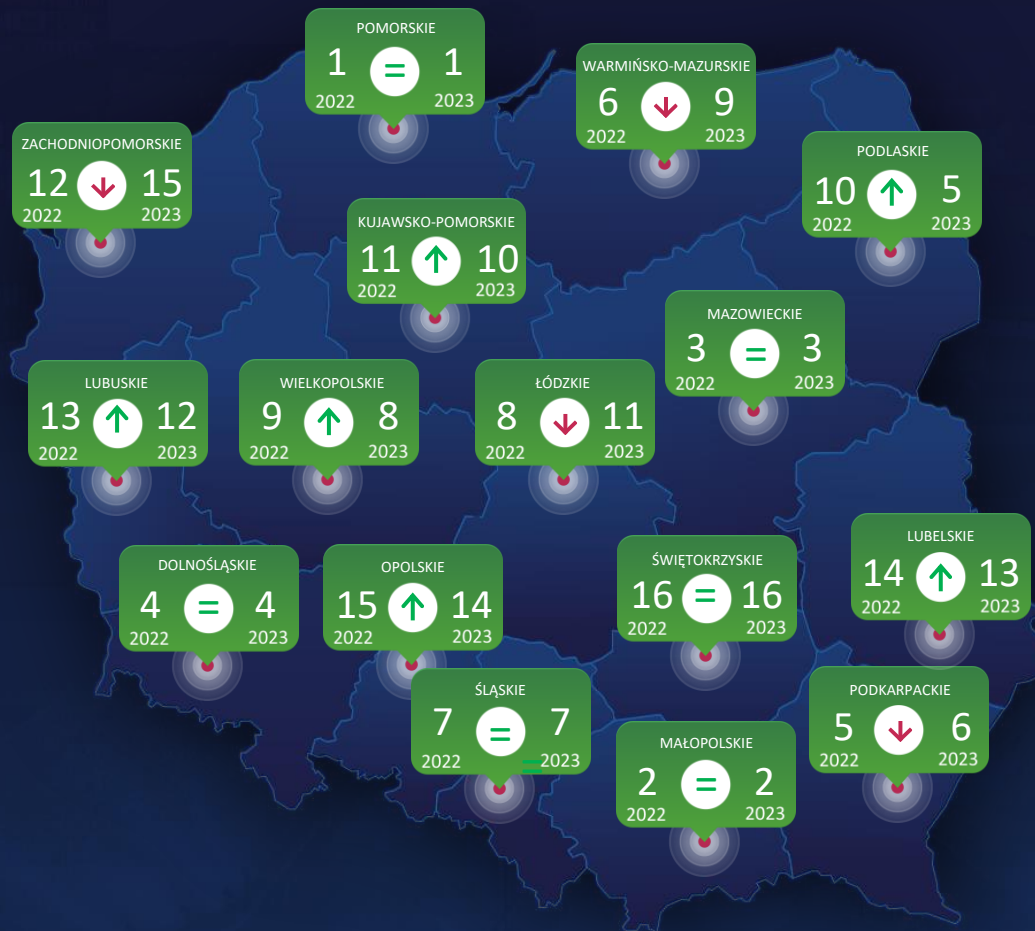 POMORSKIE
1 = 1
2022 2023
WARMIŃSKO-MAZURSKIE
6 ↓ 9
2022 2023
ZACHODNIOPOMORSKIE
12 ↓ 15
2022 2023
PODLASKIE
10 ↑ 5
2022 2023
KUJAWSKO-POMORSKIE
11 ↑ 10
2022 2023
MAZOWIECKIE
3 = 3
2022 2023
LUBUSKIE
13 ↑ 12
2022 2023
WIELKOPOLSKIE
9 ↑ 8
2022 2023
ŁÓDZKIE
8 ↓ 11
2022 2023
LUBELSKIE
14 ↑ 13
2022 2023
DOLNOŚLĄSKIE
4 = 4
2022 2023
OPOLSKIE
15 ↑ 14
2022 2023
ŚWIĘTOKRZYSKIE
16 = 16
2022 2023
ŚLĄSKIE
7 = 7
2022 = 2023
MAŁOPOLSKIE
2 = 2
2022 2023
PODKARPACKIE
5 ↓ 6
2022 2023